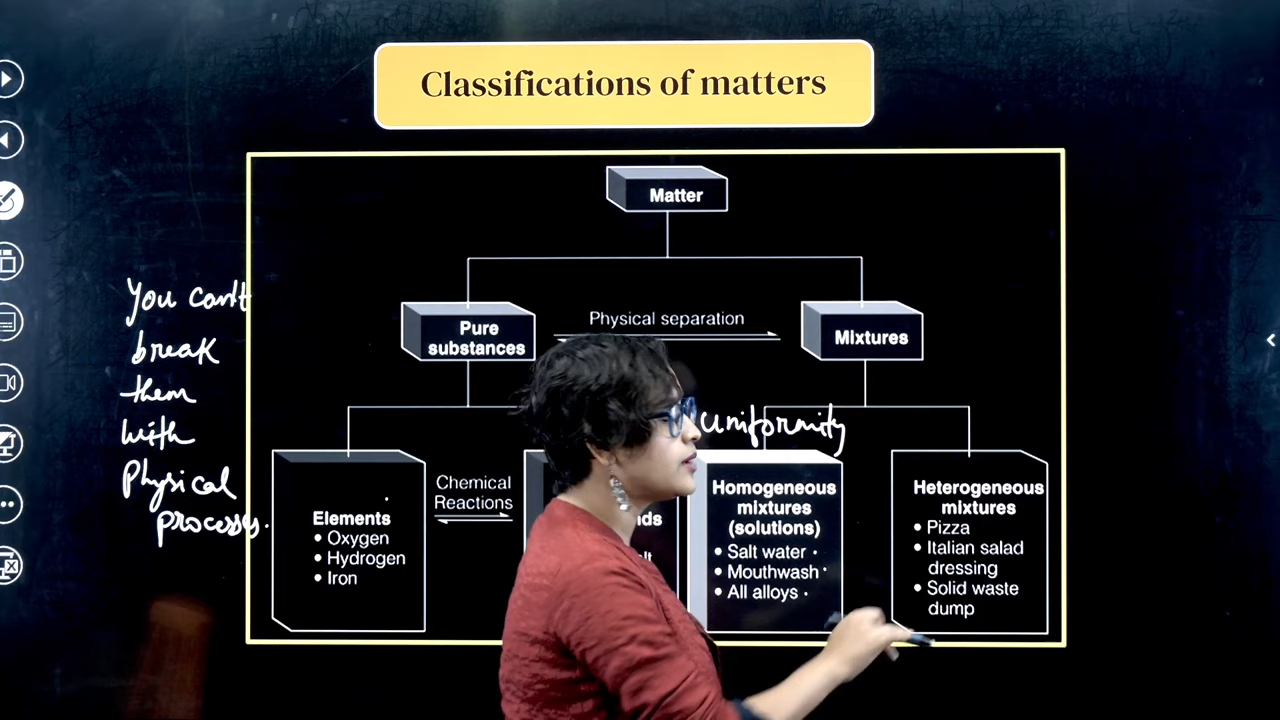 Classifications of matters
Matter
Physical separation
Pure
substances
Mixtures
You can't
break
them
with
Physical
processes.
uniformity
Chemical
Reactions
Elements
• Oxygen
• Hydrogen
• Iron
Homogeneous
mixtures
(solutions)
• Salt water
• Mouthwash
• All alloys
Heterogeneous
mixtures
• Pizza
• Italian salad
dressing
• Solid waste
dump